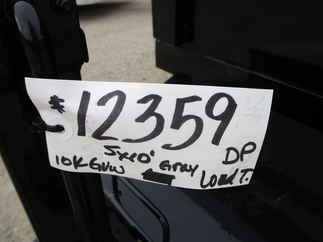 $12359
5x10' Gray DP
10K GVW Load T.